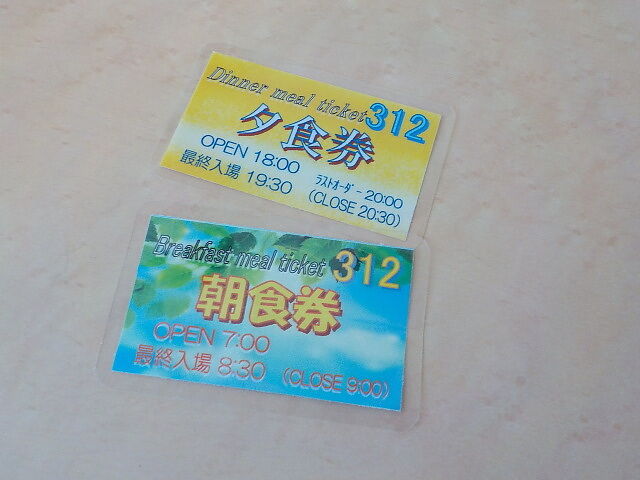 Dinner meal ticket 312
夕食券
OPEN 18:00 ﾗｽﾄｵｰﾀﾞｰ 20:00
最終入場 19:30 (CLOSE 20:30)
Breakfast meal ticket 312
朝食券
OPEN 7:00
最終入場 8:30 (CLOSE 9:00)